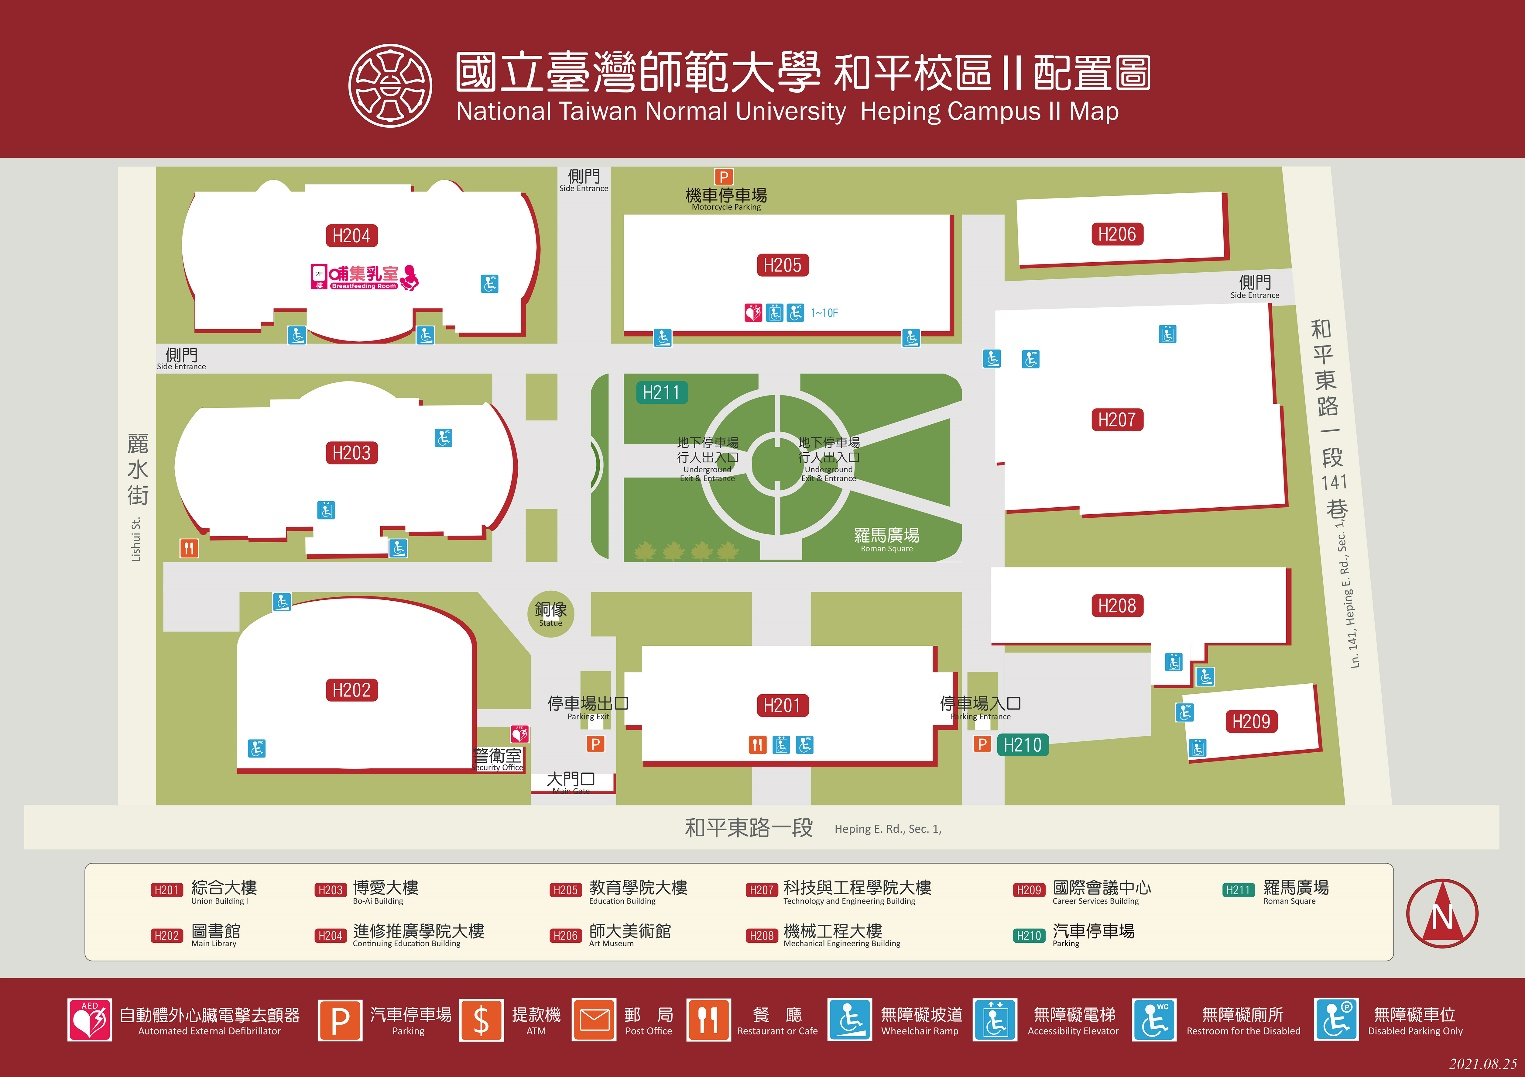 國立臺灣師範大學 和平校區II配置圖
National Taiwan Normal University Heping Campus II Map
側門
Side Entrance
P
機車停車場
Motorcycle Parking
H204
哺集乳室
Breastfeeding Room
H205
1~10F
H206
側門
Side Entrance
側門
Side Entrance
H211
H203
H207
地下停車場
行人出入口
Underground
Exit & Entrance
地下停車場
行人出入口
Underground
Exit & Entrance
羅馬廣場
Roman Square
麗水街
Lishui St.
和平東路一段141巷
Ln. 141, Heping E. Rd., Sec. 1,
銅像
Statue
H208
H202
停車場出口
Parking Exit
P
H201
停車場入口
Parking Entrance
P
H210
H209
警衛室
Security Office
大門口
Main Gate
和平東路一段 Heping E. Rd., Sec. 1,
H201 綜合大樓
Union Building I
H203 博愛大樓
Bo-Ai Building
H205 教育學院大樓
Education Building
H207 科技與工程學院大樓
Technology and Engineering Building
H209 國際會議中心
Career Services Building
H211 羅馬廣場
Roman Square
H202 圖書館
Main Library
H204 進修推廣學院大樓
Continuing Education Building
H206 師大美術館
Art Museum
H208 機械工程大樓
Mechanical Engineering Building
H210 汽車停車場
Parking
N
AED
自動體外心臟電擊去顫器
Automated External Defibrillator
P
汽車停車場
Parking
$
提款機
ATM
郵 局
Post Office
餐 廳
Restaurant or Cafe
無障礙坡道
Wheelchair Ramp
無障礙電梯
Accessibility Elevator
WC
無障礙廁所
Restroom for the Disabled
P
無障礙車位
Disabled Parking Only
2021.08.25